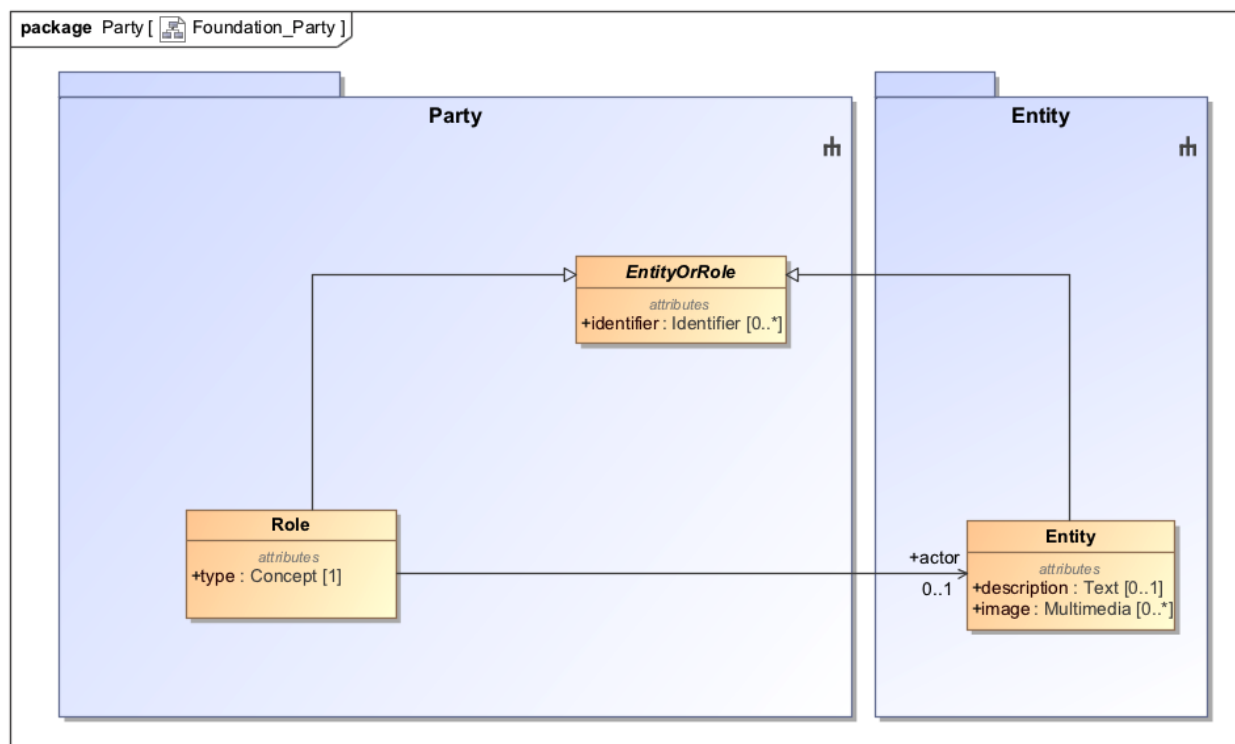 package Party [ Foundation_Party ]
Party
Entity
EntityOrRole
attributes
+identifier : Identifier [0..*]
Role
attributes
+type : Concept [1]
+actor
0..1
Entity
attributes
+description : Text [0..1]
+image : Multimedia [0..*]